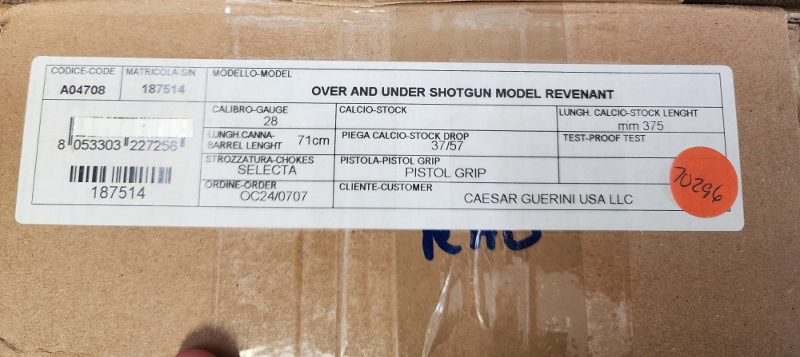 CODICE-CODE MATRICOLA-S/N MODELLO-MODEL
A04708 187514 OVER AND UNDER SHOTGUN MODEL REVENANT
CALIBRO-GAUGE CALCIO-STOCK LUNGH. CALCIO-STOCK LENGHT
28 mm 375
LUNGH.CANNA-
BARREL LENGHT 71cm PIEGA CALCIO-STOCK DROP TEST-PROOF TEST
8 053303 227256 37/57
STROZZATURA-CHOKES PISTOLA-PISTOL GRIP
SELECTA PISTOL GRIP
187514 ORDINE-ORDER CLIENTE-CUSTOMER
OC24/0707 CAESAR GUERINI USA LLC
70296